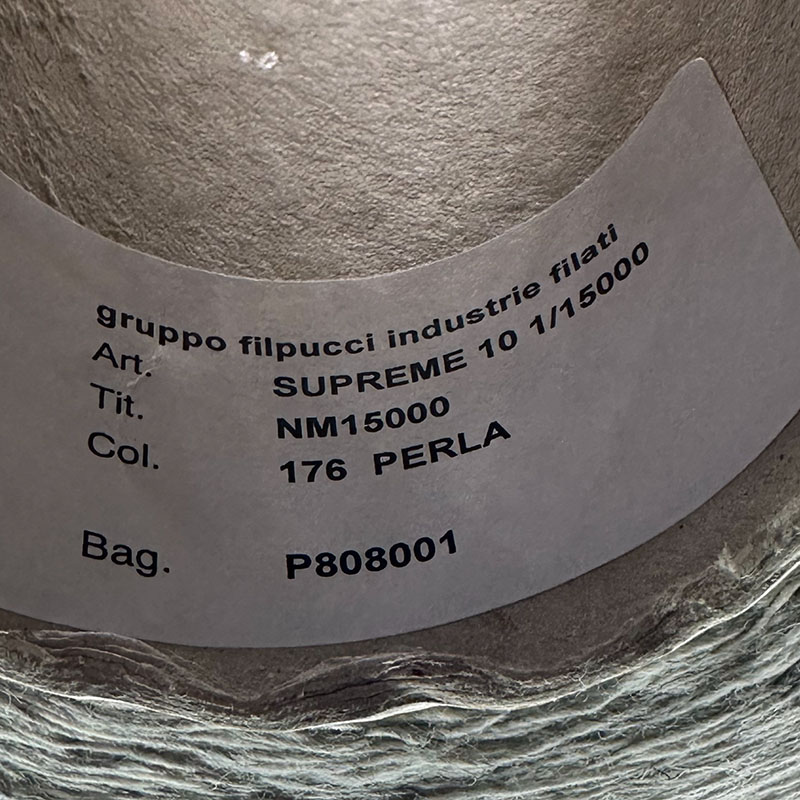 gruppo filpucci industrie filati
Art. SUPREME 10 1/15000
Tit. NM15000
Col. 176 PERLA
Bag. P808001